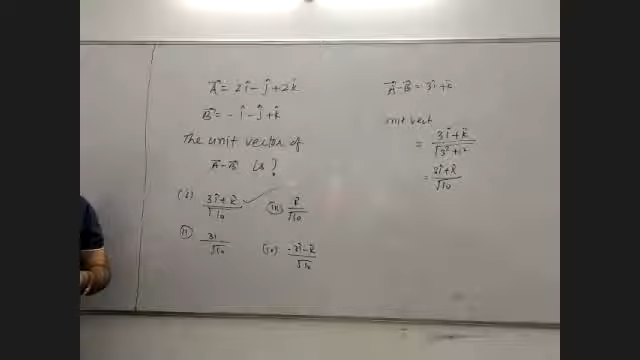 A⃗ = 2î - ĵ + 2k̂
B⃗ = - î - ĵ + k̂
The unit vector of
A⃗ - B⃗ is?
(i) 3î + k̂ / √10 ✓
(ii) 3î / √10
(iii) k̂ / √10
(iv) -3î - k̂ / √10
A⃗ - B⃗ = 3î + k̂
unit vect
= 3î + k̂ / √3² + 1²
= 3î + k̂ / √10